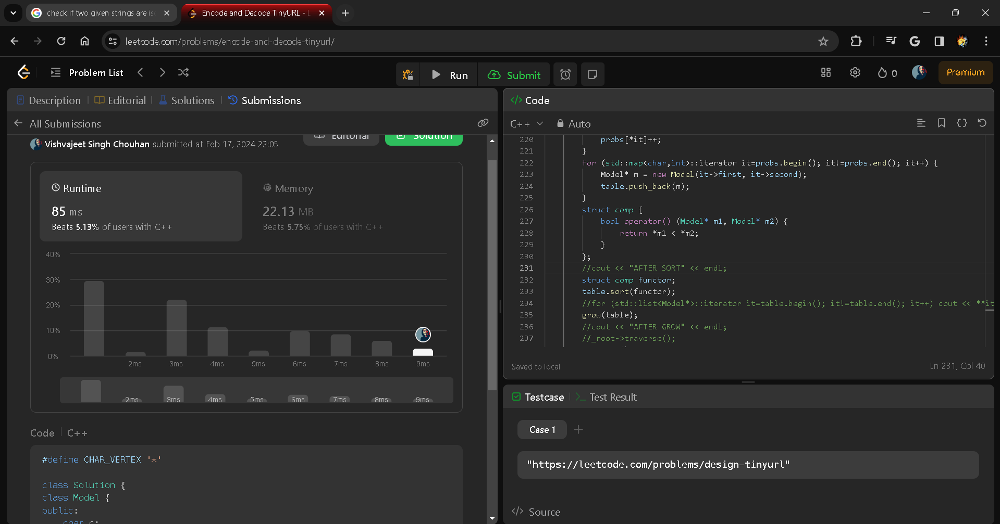 check if two given strings are is
Encode and Decode TinyURL - L
leetcode.com/problems/encode-and-decode-tinyurl/
Problem List
Run
Submit
0
Premium
Description
Editorial
Solutions
Submissions
All Submissions
Vishvajeet Singh Chouhan submitted at Feb 17, 2024 22:05
Editorial
Solution
Runtime
85 ms
Beats 5.13% of users with C++
Memory
22.13 MB
Beats 5.75% of users with C++
40%
30%
20%
10%
0%
2ms 3ms 4ms 5ms 6ms 7ms 8ms 9ms
2ms 3ms 4ms 5ms 6ms 7ms 8ms 9ms
Code
C++
#define CHAR_VERTEX '*'
class Solution {
class Model {
public:
char c;
Code
C++
Auto
220 probs[*it]++;
221 }
222 for (std::map<char,int>::iterator it=probs.begin(); it!=probs.end(); it++) {
223 Model* m = new Model(it->first, it->second);
224 table.push_back(m);
225 }
226 struct comp {
227 bool operator() (Model* m1, Model* m2) {
228 return *m1 < *m2;
229 }
230 };
231 //cout << "AFTER SORT" << endl;
232 struct comp functor;
233 table.sort(functor);
234 //for (std::list<Model*>::iterator it=table.begin(); it!=table.end(); it++) cout << **it
235 grow(table);
236 //cout << "AFTER GROW" << endl;
237 //_root->traverse();
Saved to local
Ln 231, Col 40
Testcase
Test Result
Case 1
"https://leetcode.com/problems/design-tinyurl"
Source